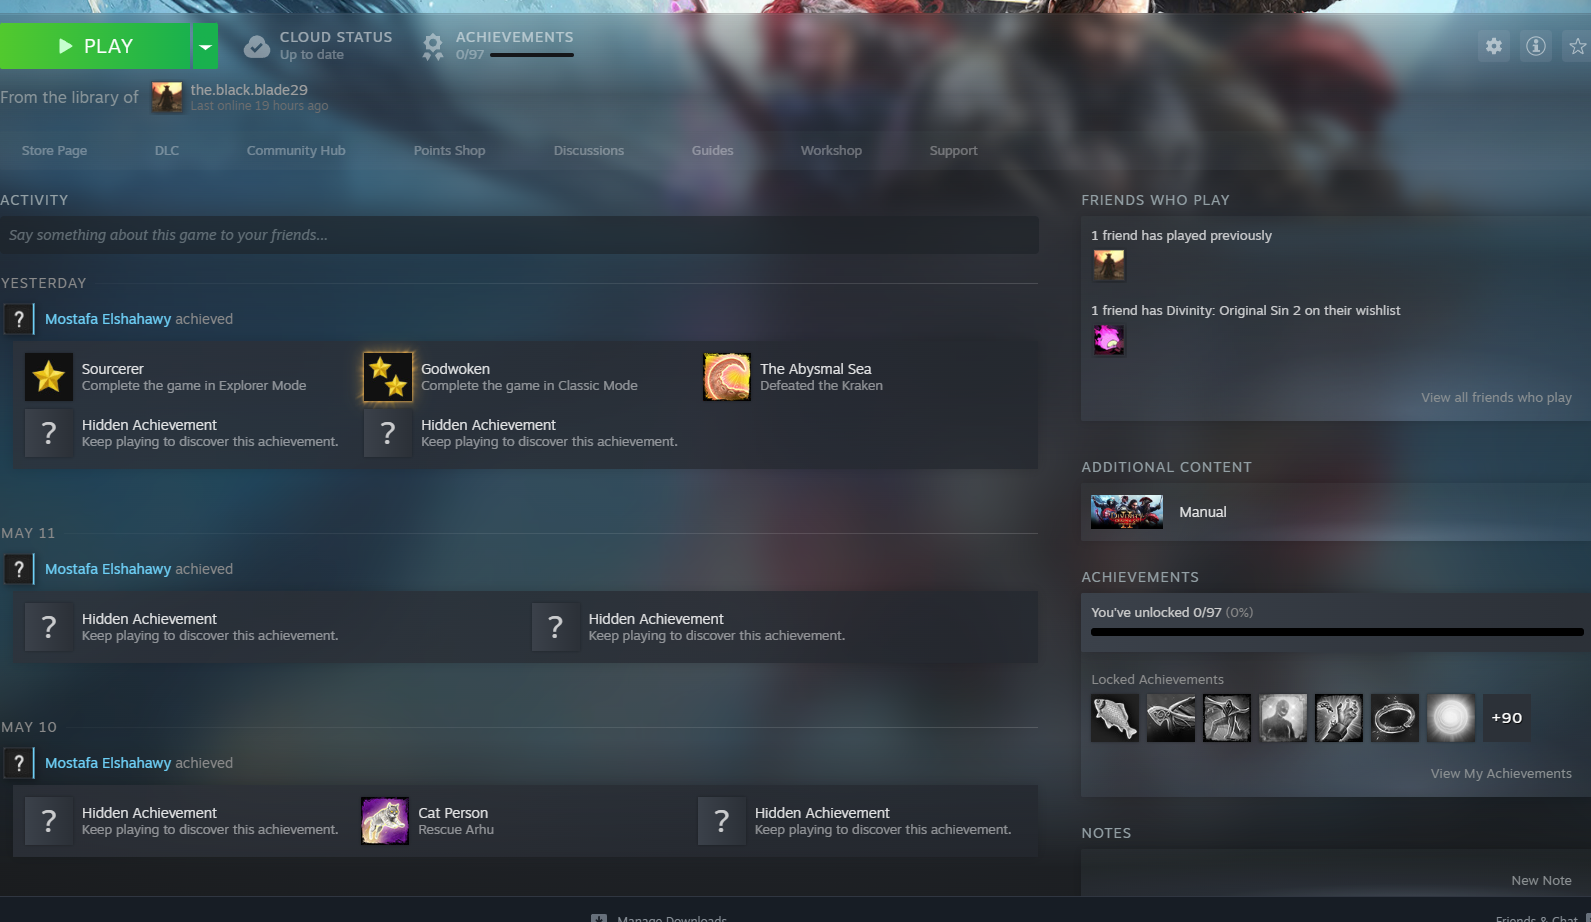 PLAY
CLOUD STATUS
Up to date
ACHIEVEMENTS
0/97
From the library of
the.black.blade29
Last online 19 hours ago
Store Page
DLC
Community Hub
Points Shop
Discussions
Guides
Workshop
Support
ACTIVITY
Say something about this game to your friends...
YESTERDAY
?
Mostafa Elshahawy achieved
Sourcerer
Complete the game in Explorer Mode
Godwoken
Complete the game in Classic Mode
The Abysmal Sea
Defeated the Kraken
?
Hidden Achievement
Keep playing to discover this achievement.
?
Hidden Achievement
Keep playing to discover this achievement.
MAY 11
?
Mostafa Elshahawy achieved
?
Hidden Achievement
Keep playing to discover this achievement.
?
Hidden Achievement
Keep playing to discover this achievement.
MAY 10
?
Mostafa Elshahawy achieved
?
Hidden Achievement
Keep playing to discover this achievement.
Cat Person
Rescue Arhu
?
Hidden Achievement
Keep playing to discover this achievement.
FRIENDS WHO PLAY
1 friend has played previously
1 friend has Divinity: Original Sin 2 on their wishlist
View all friends who play
ADDITIONAL CONTENT
DIVINITY
II
Manual
ACHIEVEMENTS
You've unlocked 0/97 (0%)
Locked Achievements
+90
View My Achievements
NOTES
New Note
Manage Downloads
Friends & Chat